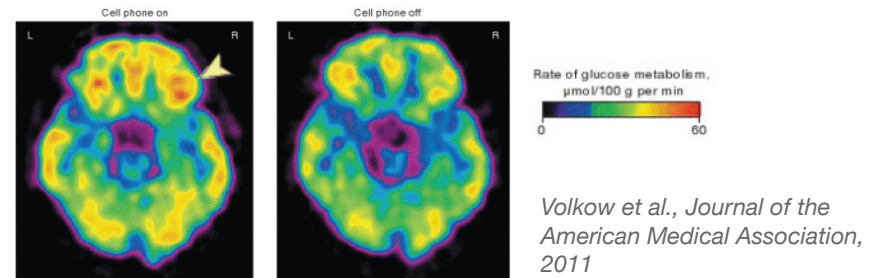 Cell phone on
Cell phone off
L R
L R
Rate of glucose metabolism,
µmol/100 g per min
0 60
Volkow et al., Journal of the
American Medical Association,
2011